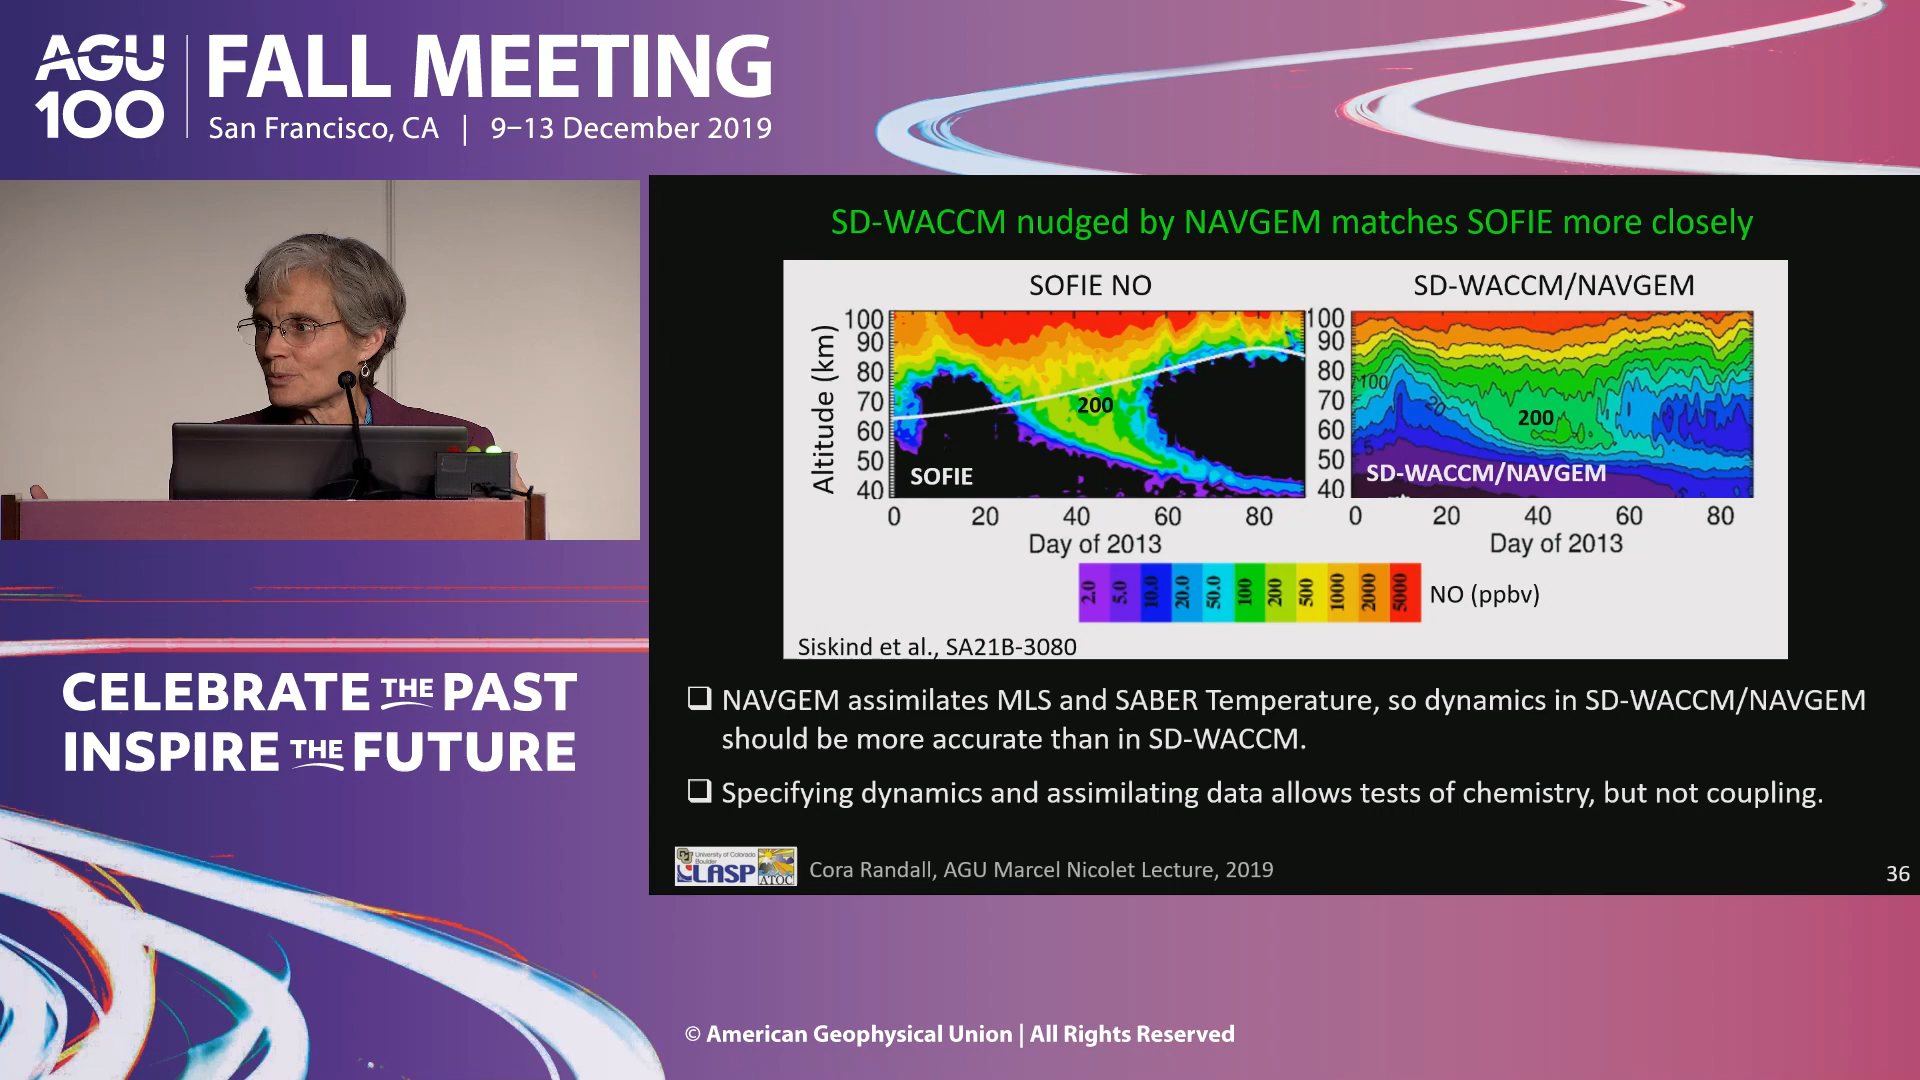 AGU
100
FALL MEETING
San Francisco, CA | 9–13 December 2019
SD-WACCM nudged by NAVGEM matches SOFIE more closely
SOFIE NO
SD-WACCM/NAVGEM
Altitude (km)
100
90
80
70
60
50
40
200
SOFIE
0 20 40 60 80
Day of 2013
100
90
80
70
60
50
40
100
20
5
200
SD-WACCM/NAVGEM
0 20 40 60 80
Day of 2013
2.0 5.0 10.0 20.0 50.0 100 200 500 1000 2000 5000
NO (ppbv)
Siskind et al., SA21B-3080
❑ NAVGEM assimilates MLS and SABER Temperature, so dynamics in SD-WACCM/NAVGEM
should be more accurate than in SD-WACCM.
❑ Specifying dynamics and assimilating data allows tests of chemistry, but not coupling.
University of Colorado
Boulder
LASP
ATOC
Cora Randall, AGU Marcel Nicolet Lecture, 2019
36
CELEBRATE THE PAST
INSPIRE THE FUTURE
© American Geophysical Union | All Rights Reserved